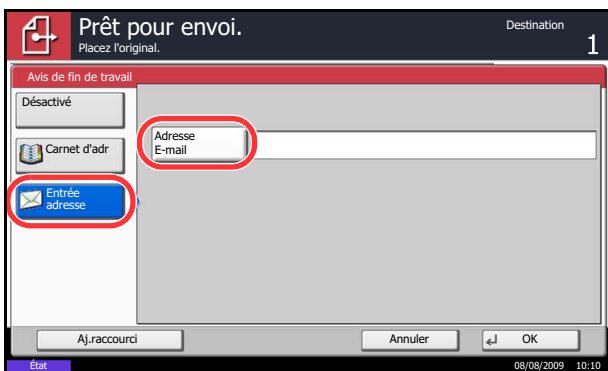 Prêt pour envoi.
Placez l'original.
Destination
1
Avis de fin de travail
Désactivé
Carnet d'adr
Entrée
adresse
Adresse
E-mail
Aj.raccourci
Annuler
OK
État
08/08/2009 10:10